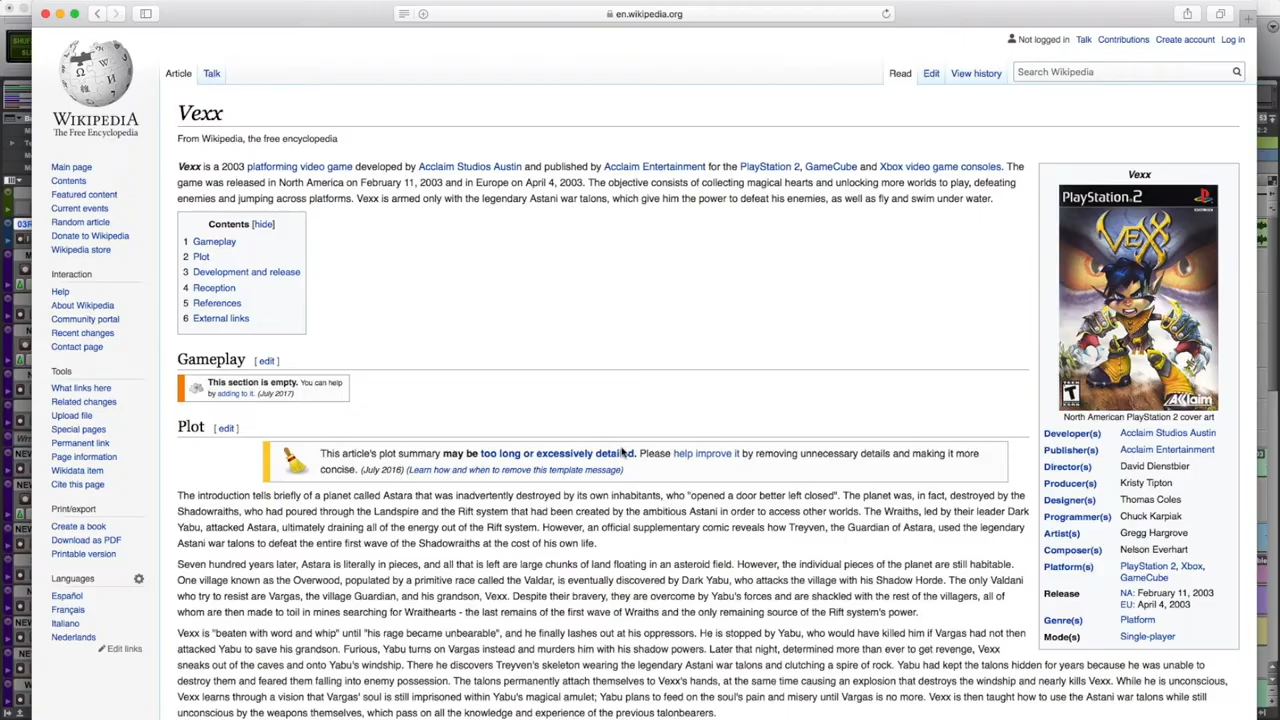 en.wikipedia.org
Not logged in Talk Contributions Create account Log in
Article Talk
Read Edit View history
Search Wikipedia
WIKIPEDIA
The Free Encyclopedia
Main page
Contents
Featured content
Current events
Random article
Donate to Wikipedia
Wikipedia store
Interaction
Help
About Wikipedia
Community portal
Recent changes
Contact page
Tools
What links here
Related changes
Upload file
Special pages
Permanent link
Page information
Wikidata item
Cite this page
Print/export
Create a book
Download as PDF
Printable version
Languages
Español
Français
Italiano
Nederlands
Edit links
Vexx
From Wikipedia, the free encyclopedia
Vexx is a 2003 platforming video game developed by Acclaim Studios Austin and published by Acclaim Entertainment for the PlayStation 2, GameCube and Xbox video game consoles. The
game was released in North America on February 11, 2003 and in Europe on April 4, 2003. The objective consists of collecting magical hearts and unlocking more worlds to play, defeating
enemies and jumping across platforms. Vexx is armed only with the legendary Astani war talons, which give him the power to defeat his enemies, as well as fly and swim under water.
Contents [hide]
1 Gameplay
2 Plot
3 Development and release
4 Reception
5 References
6 External links
Gameplay [ edit ]
This section is empty. You can help
by adding to it. (July 2017)
Plot [ edit ]
This article's plot summary may be too long or excessively detailed. Please help improve it by removing unnecessary details and making it more
concise. (July 2016) (Learn how and when to remove this template message)
The introduction tells briefly of a planet called Astara that was inadvertently destroyed by its own inhabitants, who "opened a door better left closed". The planet was, in fact, destroyed by the
Shadowraiths, who had poured through the Landspire and the Rift system that had been created by the ambitious Astani in order to access other worlds. The Wraiths, led by their leader Dark
Yabu, attacked Astara, ultimately draining all of the energy out of the Rift system. However, an official supplementary comic reveals how Treyven, the Guardian of Astara, used the legendary
Astani war talons to defeat the entire first wave of the Shadowraiths at the cost of his own life.
Seven hundred years later, Astara is literally in pieces, and all that is left are large chunks of land floating in an asteroid field. However, the individual pieces of the planet are still habitable.
One village known as the Overwood, populated by a primitive race called the Valdar, is eventually discovered by Dark Yabu, who attacks the village with his Shadow Horde. The only Valdani
who try to resist are Vargas, the village Guardian, and his grandson, Vexx. Despite their bravery, they are overcome by Yabu's forces and are shackled with the rest of the villagers, all of
whom are then made to toil in mines searching for Wraithearts - the last remains of the first wave of Wraiths and the only remaining source of the Rift system's power.
Vexx is "beaten with word and whip" until "his rage became unbearable", and he finally lashes out at his oppressors. He is stopped by Yabu, who would have killed him if Vargas had not then
attacked Yabu to save his grandson. Furious, Yabu turns on Vargas instead and murders him with his shadow powers. Later that night, determined more than ever to get revenge, Vexx
sneaks out of the caves and onto Yabu's windship. There he discovers Treyven's skeleton wearing the legendary Astani war talons and clutching a spire of rock. Yabu had kept the talons hidden for years because he was unable to
destroy them and feared them falling into enemy possession. The talons permanently attach themselves to Vexx's hands, at the same time causing an explosion that destroys the windship and nearly kills Vexx. While he is unconscious,
Vexx learns through a vision that Vargas' soul is still imprisoned within Yabu's magical amulet; Yabu plans to feed on the soul's pain and misery until Vargas is no more. Vexx is then taught how to use the Astani war talons while still
unconscious by the weapons themselves, which pass on all the knowledge and experience of the previous talonbearers.
Vexx
PlayStation 2
VEXX
T
Acclaim
North American PlayStation 2 cover art
Developer(s) Acclaim Studios Austin
Publisher(s) Acclaim Entertainment
Director(s) David Dienstbier
Producer(s) Kristy Tipton
Designer(s) Thomas Coles
Programmer(s) Chuck Karpiak
Artist(s) Gregg Hargrove
Composer(s) Nelson Everhart
Platform(s) PlayStation 2, Xbox,
GameCube
Release NA: February 11, 2003
EU: April 4, 2003
Genre(s) Platform
Mode(s) Single-player